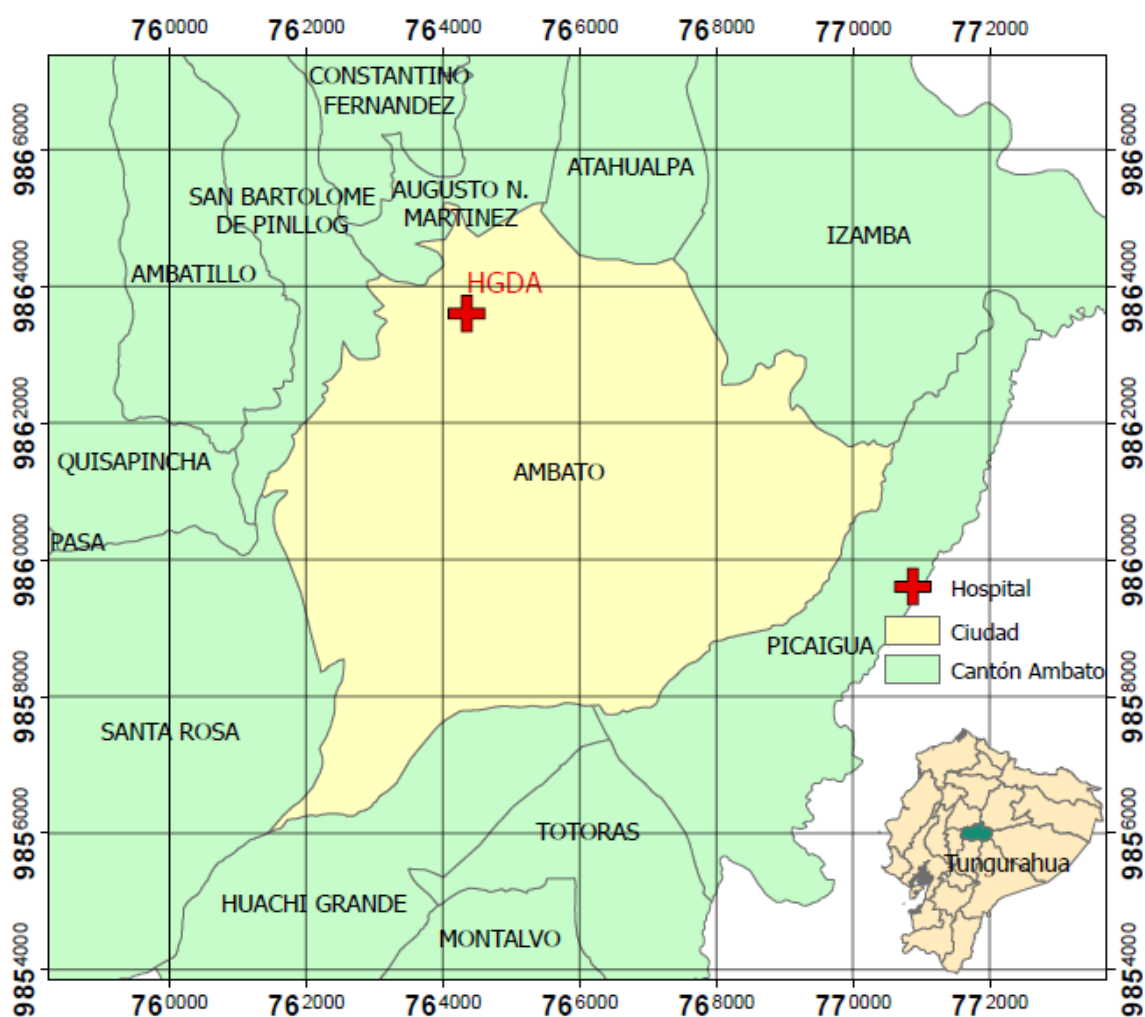 760000 762000 764000 766000 768000 770000 772000
CONSTANTINO
FERNANDEZ
9866000 9866000
ATAHUALPA
SAN BARTOLOME
DE PINLLOG
AUGUSTO N.
MARTINEZ
IZAMBA
AMBATILLO
HGDA
9864000 9864000
9862000 9862000
QUISAPINCHA
AMBATO
PASA
9860000 9860000
Hospital
Ciudad
PICAIGUA
Cantón Ambato
9858000 9858000
SANTA ROSA
TOTORAS
9856000 9856000
Tungurahua
HUACHI GRANDE
MONTALVO
9854000 9854000
760000 762000 764000 766000 768000 770000 772000